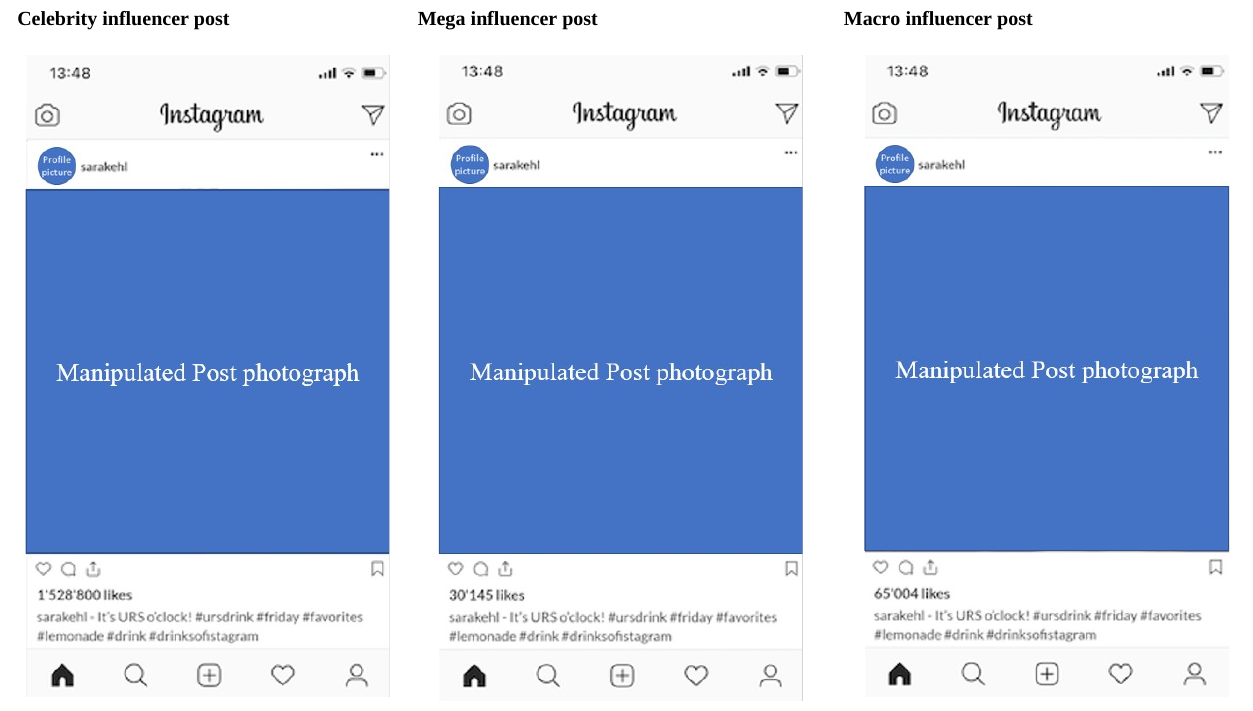 Celebrity influencer post
13:48
Instagram
Profile
picture
sarakehl
Manipulated Post photograph
1'528'800 likes
sarakehl - It's URS o'clock! #ursdrink #friday #favorites
#lemonade #drink #drinksofistagram
Mega influencer post
13:48
Instagram
Profile
picture
sarakehl
Manipulated Post photograph
30'145 likes
sarakehl - It's URS o'clock! #ursdrink #friday #favorites
#lemonade #drink #drinksofistagram
Macro influencer post
13:48
Instagram
Profile
picture
sarakehl
Manipulated Post photograph
65'004 likes
sarakehl - It's URS o'clock! #ursdrink #friday #favorites
#lemonade #drink #drinksofistagram